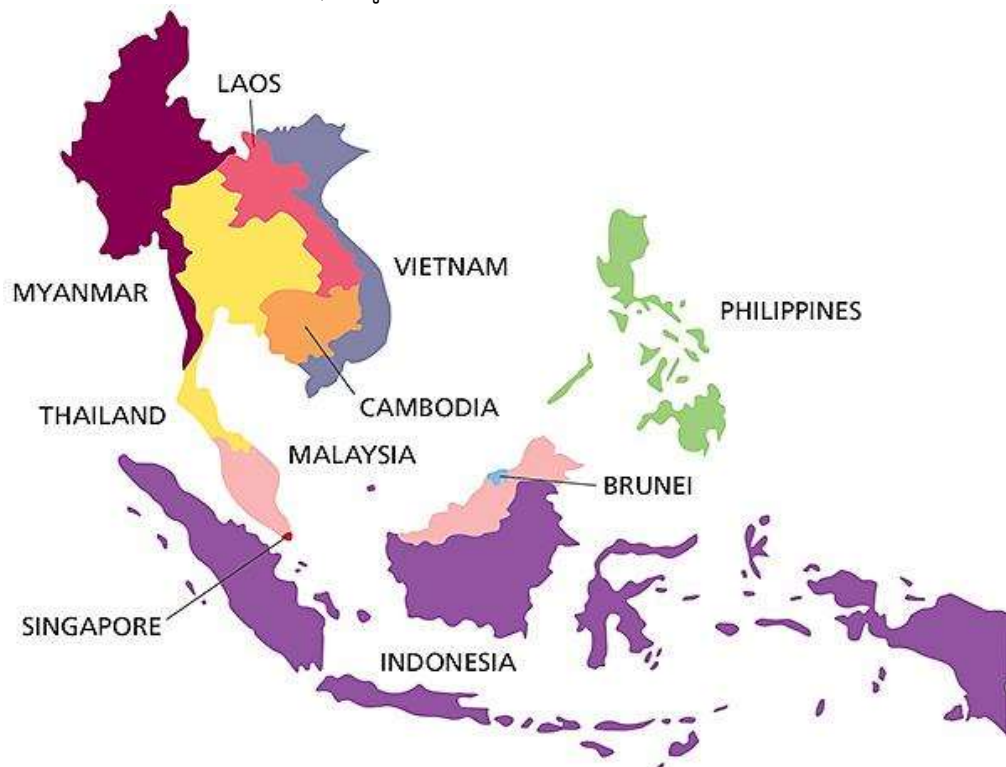 LAOS
VIETNAM
MYANMAR
PHILIPPINES
CAMBODIA
THAILAND
MALAYSIA
BRUNEI
SINGAPORE
INDONESIA